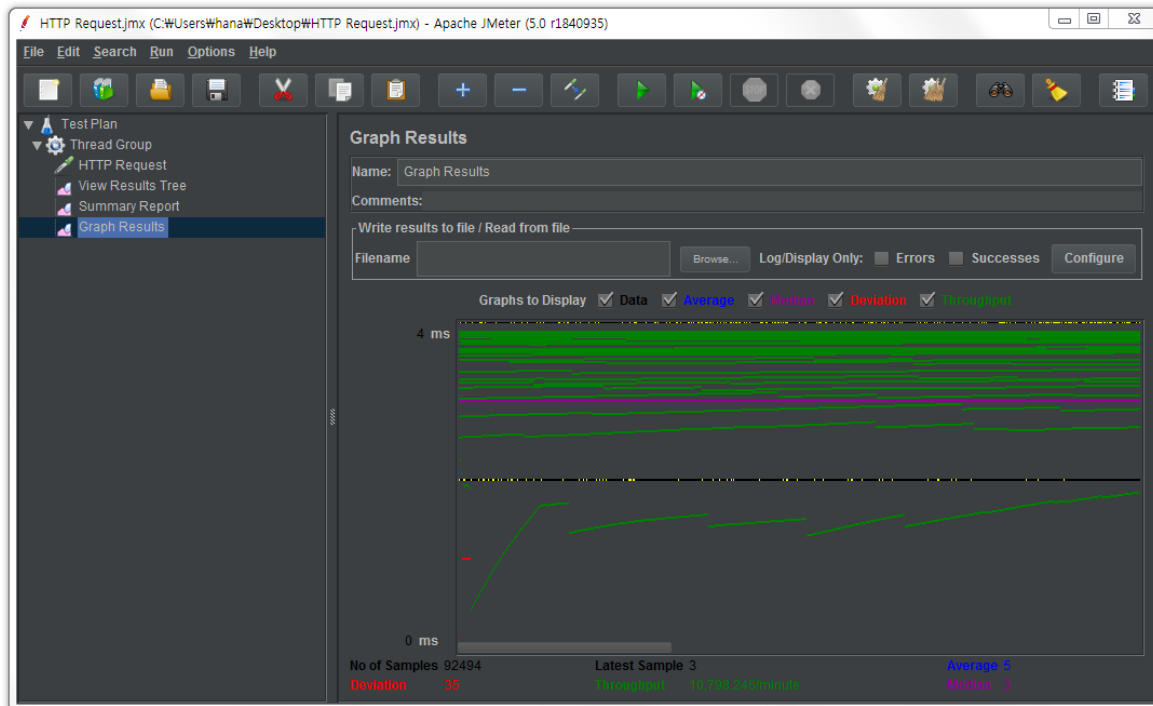 HTTP Request.jmx (C:₩Users₩hana₩Desktop₩HTTP Request.jmx) - Apache JMeter (5.0 r1840935)
File Edit Search Run Options Help
STOP
Test Plan
Thread Group
HTTP Request
View Results Tree
Summary Report
Graph Results
Graph Results
Name: Graph Results
Comments:
Write results to file / Read from file
Filename Browse... Log/Display Only: Errors Successes Configure
Graphs to Display Data Average Median Deviation Throughput
4 ms
0 ms
No of Samples 92494 Latest Sample 3 Average 5
Deviation 35 Throughput 10,798.246/minute Median 3